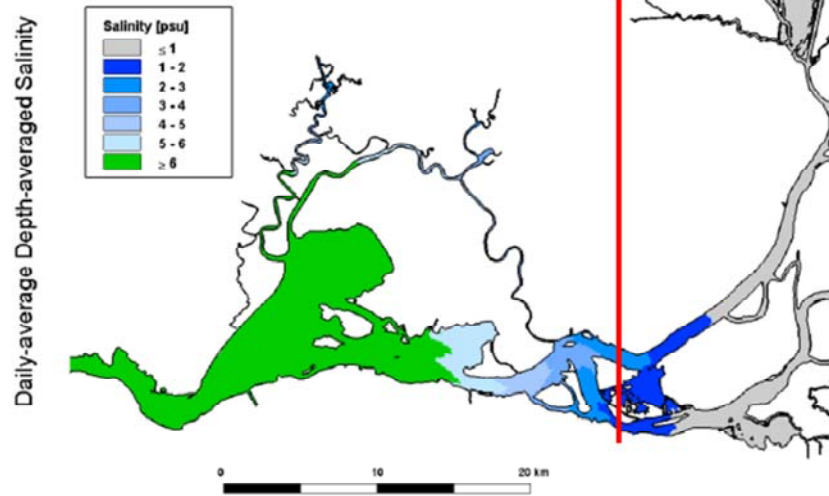 Daily-average Depth-averaged Salinity
Salinity [psu]
≤ 1
1 - 2
2 - 3
3 - 4
4 - 5
5 - 6
≥ 6
0 10 20 km